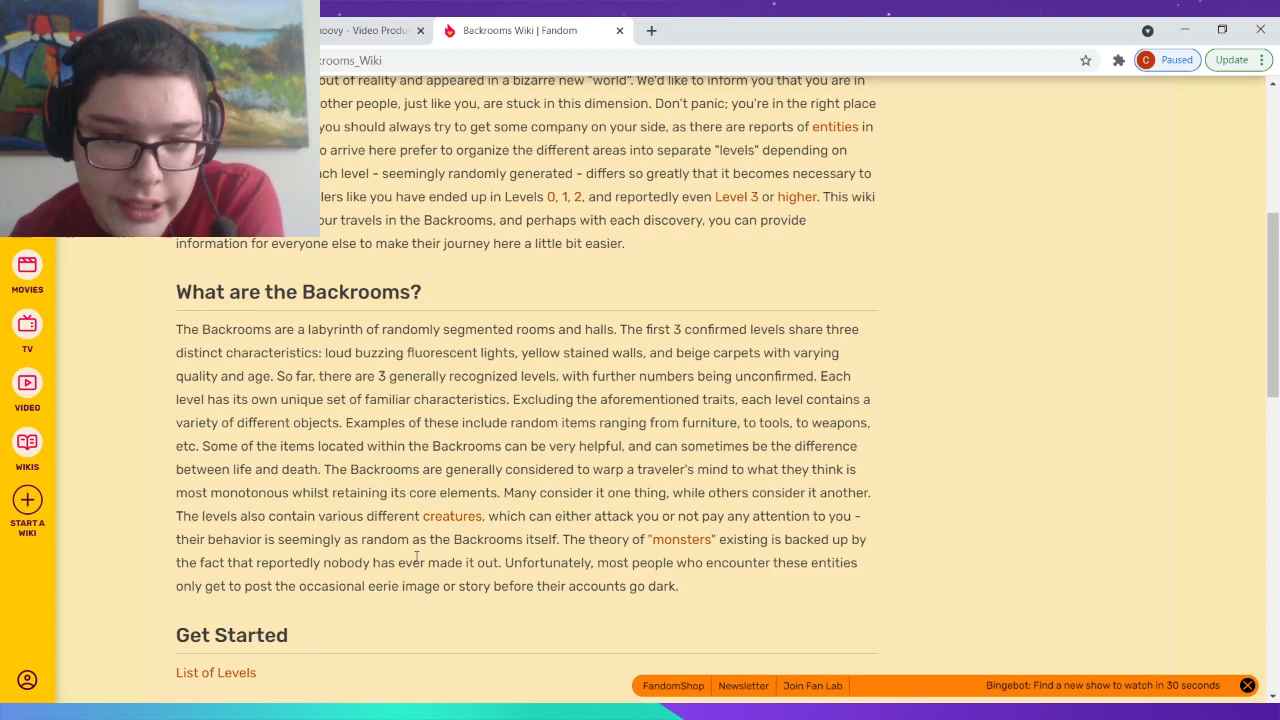 noovy - Video Produ
Backrooms Wiki | Fandom
krooms_Wiki
C Paused
Update
out of reality and appeared in a bizarre new "world". We'd like to inform you that you are in
other people, just like you, are stuck in this dimension. Don't panic; you're in the right place
you should always try to get some company on your side, as there are reports of entities in
o arrive here prefer to organize the different areas into separate "levels" depending on
ch level - seemingly randomly generated - differs so greatly that it becomes necessary to
lers like you have ended up in Levels 0, 1, 2, and reportedly even Level 3 or higher. This wiki
our travels in the Backrooms, and perhaps with each discovery, you can provide
information for everyone else to make their journey here a little bit easier.
MOVIES
TV
VIDEO
WIKIS
START A
WIKI
What are the Backrooms?
The Backrooms are a labyrinth of randomly segmented rooms and halls. The first 3 confirmed levels share three
distinct characteristics: loud buzzing fluorescent lights, yellow stained walls, and beige carpets with varying
quality and age. So far, there are 3 generally recognized levels, with further numbers being unconfirmed. Each
level has its own unique set of familiar characteristics. Excluding the aforementioned traits, each level contains a
variety of different objects. Examples of these include random items ranging from furniture, to tools, to weapons,
etc. Some of the items located within the Backrooms can be very helpful, and can sometimes be the difference
between life and death. The Backrooms are generally considered to warp a traveler's mind to what they think is
most monotonous whilst retaining its core elements. Many consider it one thing, while others consider it another.
The levels also contain various different creatures, which can either attack you or not pay any attention to you -
their behavior is seemingly as random as the Backrooms itself. The theory of "monsters" existing is backed up by
the fact that reportedly nobody has ever made it out. Unfortunately, most people who encounter these entities
only get to post the occasional eerie image or story before their accounts go dark.
Get Started
List of Levels
FandomShop
Newsletter
Join Fan Lab
Bingebot: Find a new show to watch in 30 seconds